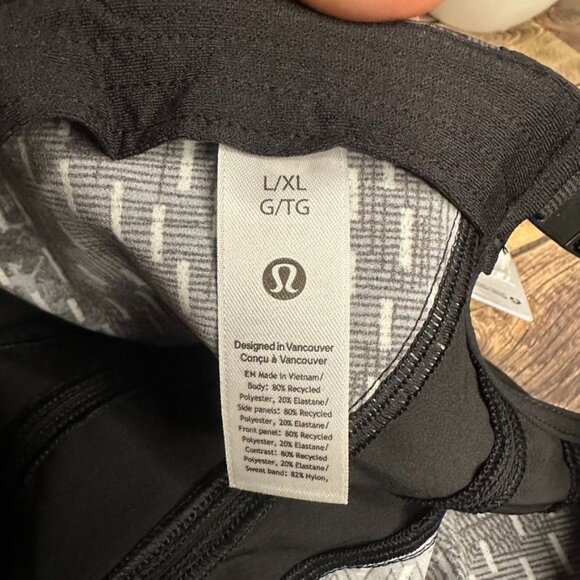 L/XL
G/TG
Designed in Vancouver
Conçu à Vancouver
EN Made in Vietnam/
Body: 80% Recycled
Polyester, 20% Elastane/
Side panels: 80% Recycled
Polyester, 20% Elastane/
Front panel: 80% Recycled
Polyester, 20% Elastane/
Contrast: 80% Recycled
Polyester, 20% Elastane/
Sweat band: 82% Nylon,